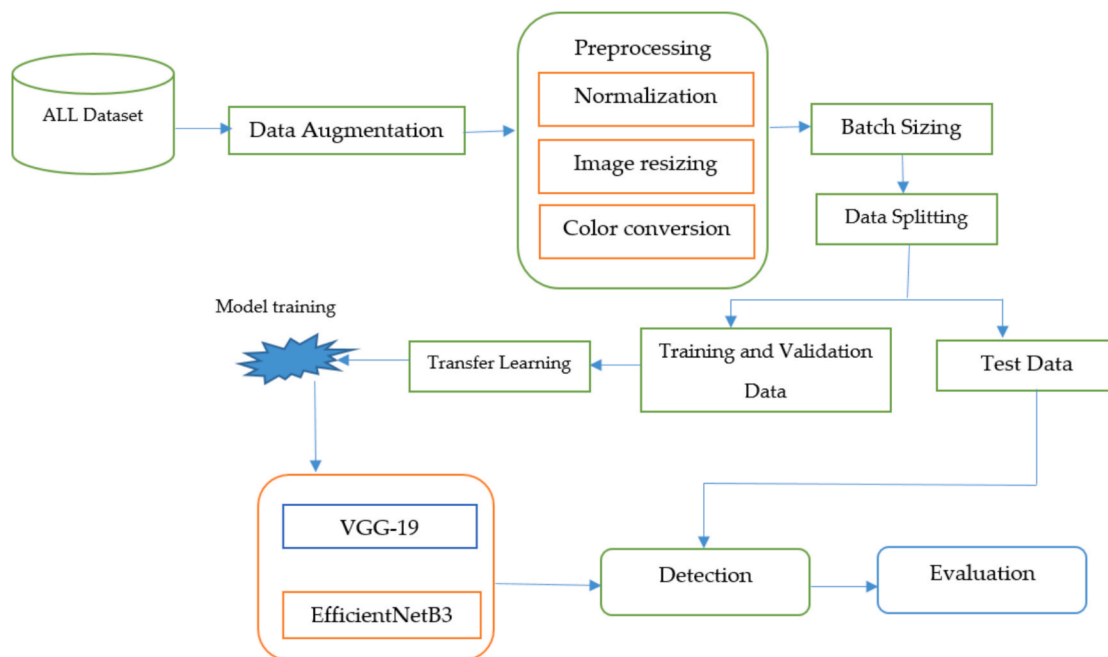 Preprocessing
ALL Dataset
Data Augmentation
Normalization
Image resizing
Color conversion
Batch Sizing
Data Splitting
Model training
Transfer Learning
Training and Validation
Data
Test Data
VGG-19
EfficientNetB3
Detection
Evaluation